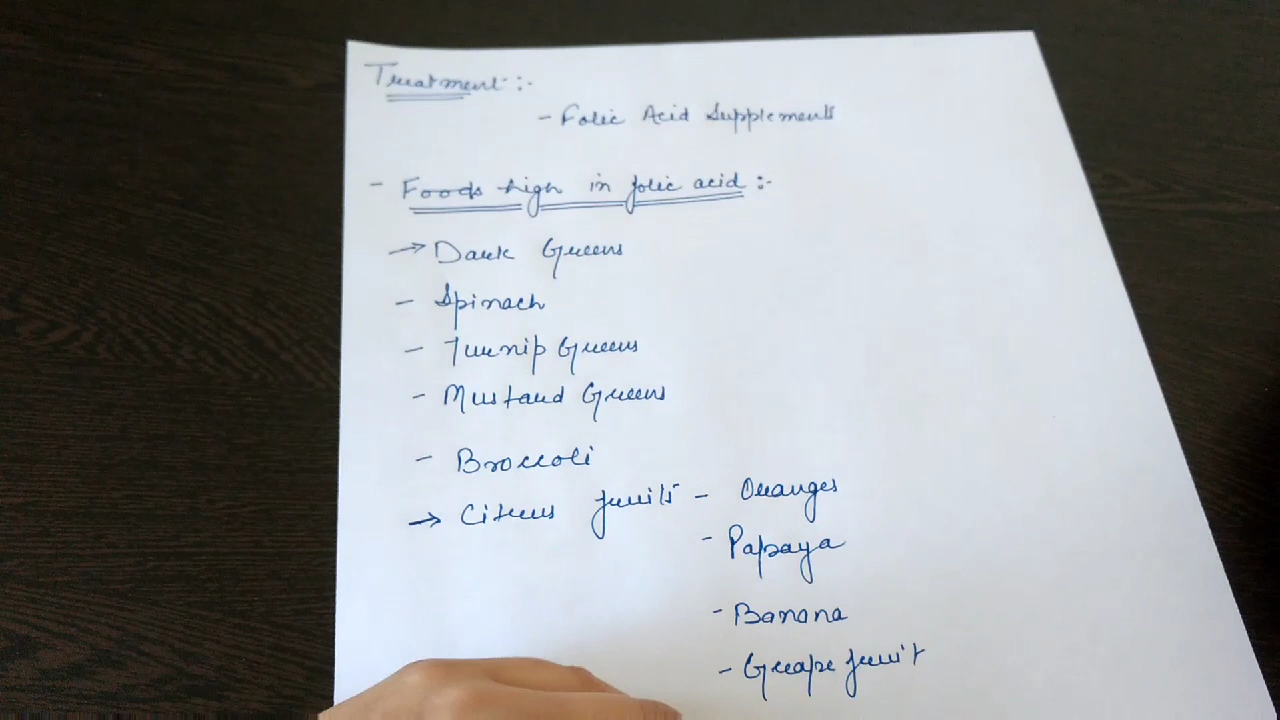 Treatment :-
- Folic Acid Supplements
- Foods high in folic acid :-
→ Dark Greens
- Spinach
- Turnip Greens
- Mustard Greens
- Broccoli
→ Citrus fruits - Oranges
- Papaya
- Banana
- Grape fruit